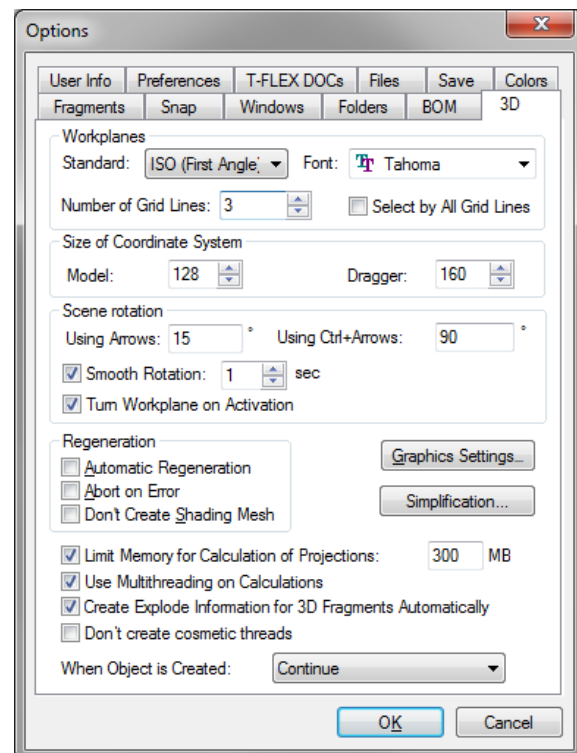 Options
User Info Preferences T-FLEX DOCs Files Save Colors
Fragments Snap Windows Folders BOM 3D
Workplanes
Standard: ISO (First Angle) Font: Tahoma
Number of Grid Lines: 3 Select by All Grid Lines
Size of Coordinate System
Model: 128 Dragger: 160
Scene rotation
Using Arrows: 15 ° Using Ctrl+Arrows: 90 °
Smooth Rotation: 1 sec
Turn Workplane on Activation
Regeneration
Automatic Regeneration
Graphics Settings...
Abort on Error
Don't Create Shading Mesh
Simplification...
Limit Memory for Calculation of Projections: 300 MB
Use Multithreading on Calculations
Create Explode Information for 3D Fragments Automatically
Don't create cosmetic threads
When Object is Created: Continue
OK Cancel